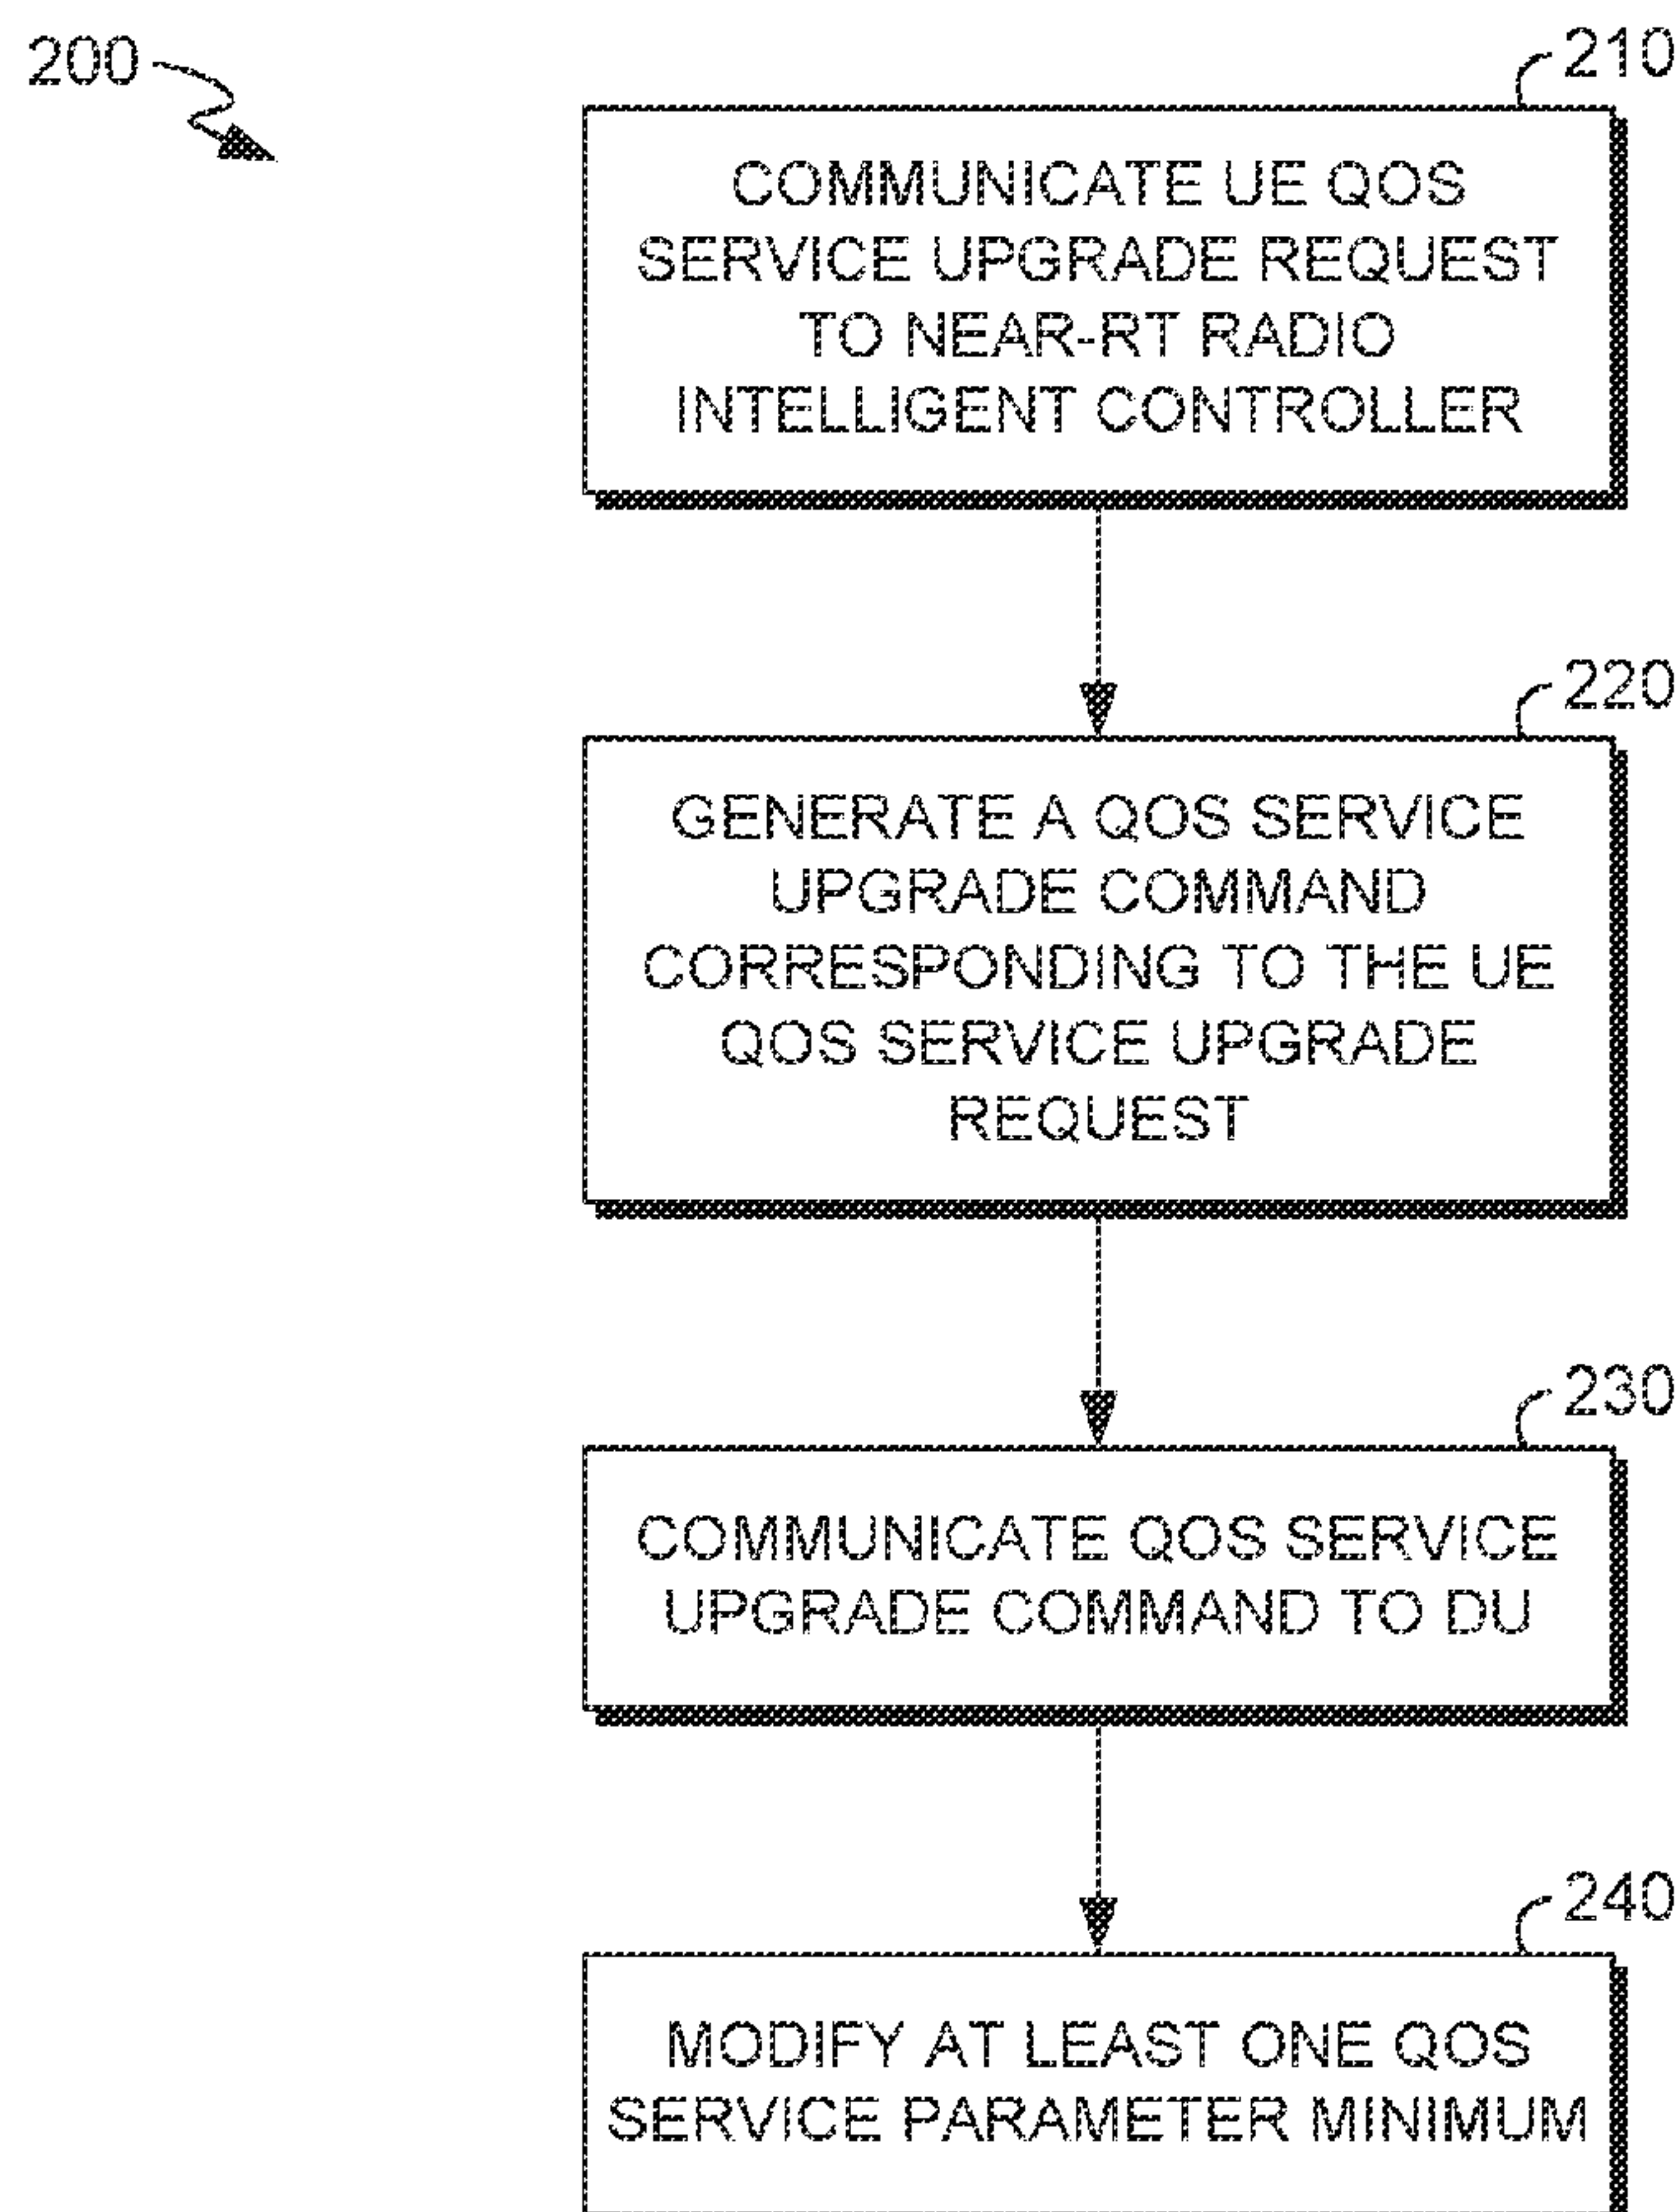 200
210
COMMUNICATE UE QOS
SERVICE UPGRADE REQUEST
TO NEAR-RT RADIO
INTELLIGENT CONTROLLER
220
GENERATE A QOS SERVICE
UPGRADE COMMAND
CORRESPONDING TO THE UE
QOS SERVICE UPGRADE
REQUEST
230
COMMUNICATE QOS SERVICE
UPGRADE COMMAND TO DU
240
MODIFY AT LEAST ONE QOS
SERVICE PARAMETER MINIMUM